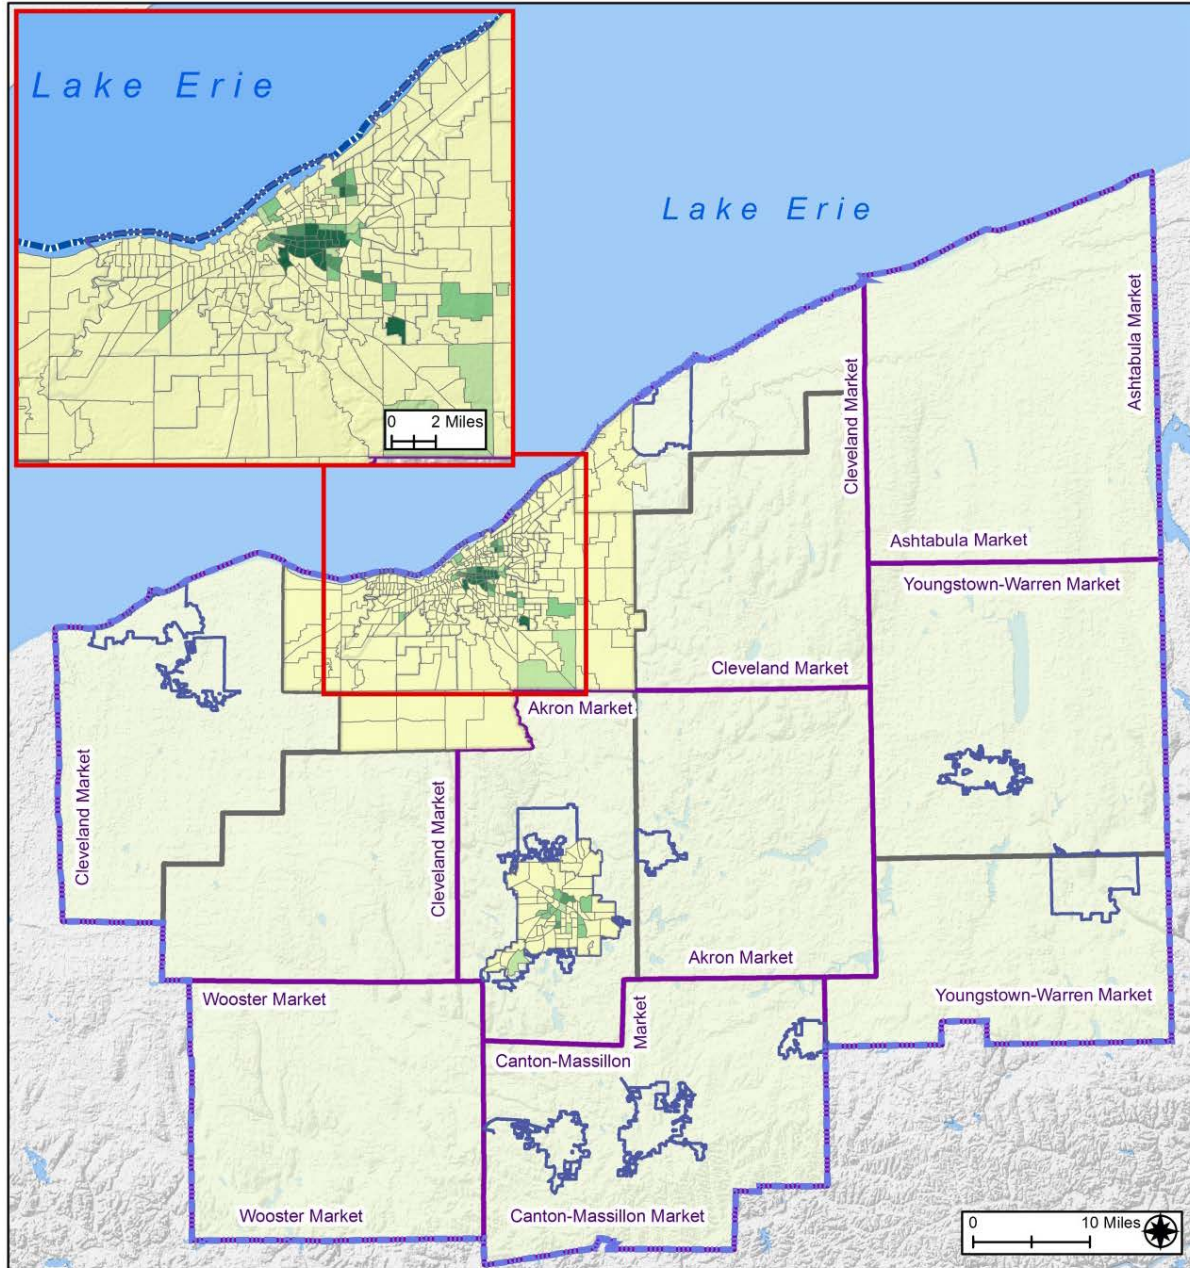 Lake Erie
0 2 Miles
Lake Erie
Ashtabula Market
Cleveland Market
Ashtabula Market
Youngstown-Warren Market
Cleveland Market
Akron Market
Cleveland Market
Cleveland Market
Akron Market
Wooster Market
Youngstown-Warren Market
Market
Canton-Massillon
Wooster Market
Canton-Massillon Market
0 10 Miles